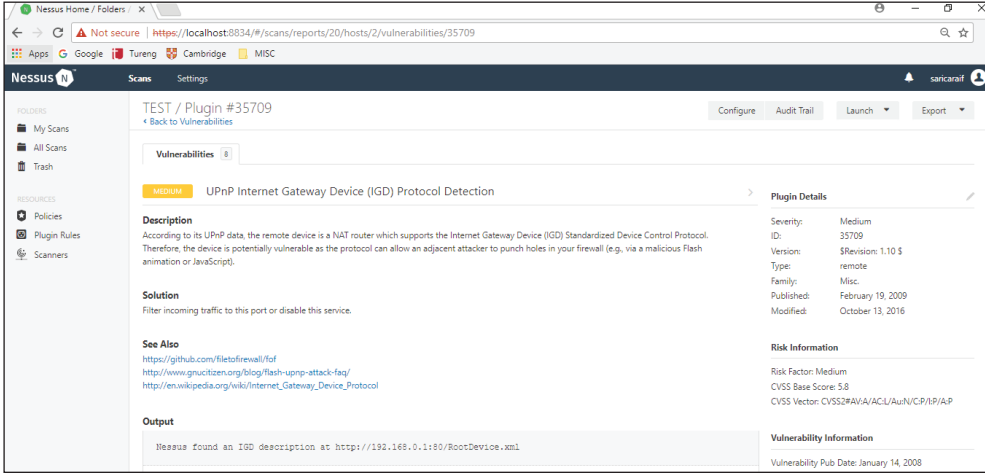 Nessus Home / Folders /
Not secure | https://localhost:8834/#/scans/reports/20/hosts/2/vulnerabilities/35709
Apps G Google Tureng Cambridge MISC
Nessus N Scans Settings saricaraif
FOLDERS
My Scans
All Scans
Trash
RESOURCES
Policies
Plugin Rules
Scanners
TEST / Plugin #35709
Back to Vulnerabilities
Configure Audit Trail Launch Export
Vulnerabilities 8
MEDIUM UPnP Internet Gateway Device (IGD) Protocol Detection
Description
According to its UPnP data, the remote device is a NAT router which supports the Internet Gateway Device (IGD) Standardized Device Control Protocol.
Therefore, the device is potentially vulnerable as the protocol can allow an adjacent attacker to punch holes in your firewall (e.g., via a malicious Flash
animation or JavaScript).
Solution
Filter incoming traffic to this port or disable this service.
See Also
https://github.com/filetofirewall/fof
http://www.gnucitizen.org/blog/flash-upnp-attack-faq/
http://en.wikipedia.org/wiki/Internet_Gateway_Device_Protocol
Output
Nessus found an IGD description at http://192.168.0.1:80/RootDevice.xml
Plugin Details
Severity: Medium
ID: 35709
Version: $Revision: 1.10 $
Type: remote
Family: Misc.
Published: February 19, 2009
Modified: October 13, 2016
Risk Information
Risk Factor: Medium
CVSS Base Score: 5.8
CVSS Vector: CVSS2#AV:A/AC:L/Au:N/C:P/I:P/A:P
Vulnerability Information
Vulnerability Pub Date: January 14, 2008